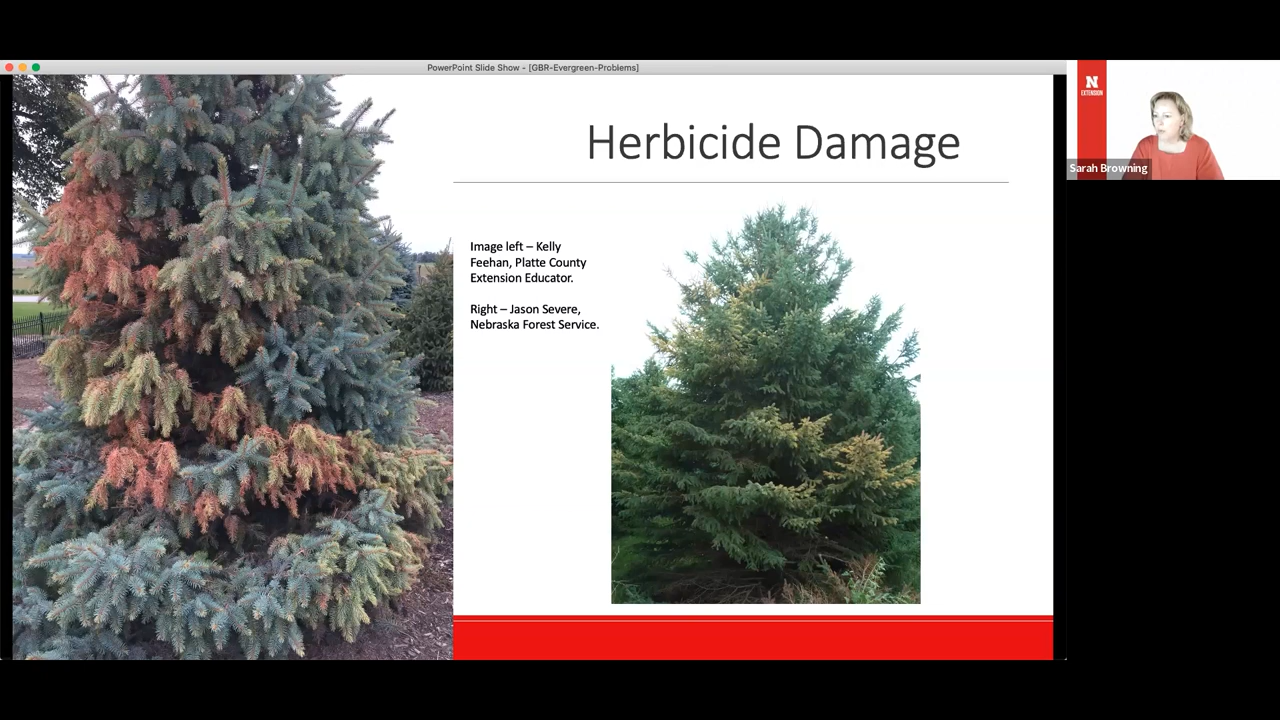 PowerPoint Slide Show - [GBR-Evergreen-Problems]
Herbicide Damage
Image left – Kelly
Feehan, Platte County
Extension Educator.
Right – Jason Severe,
Nebraska Forest Service.
N
EXTENSION
Sarah Browning